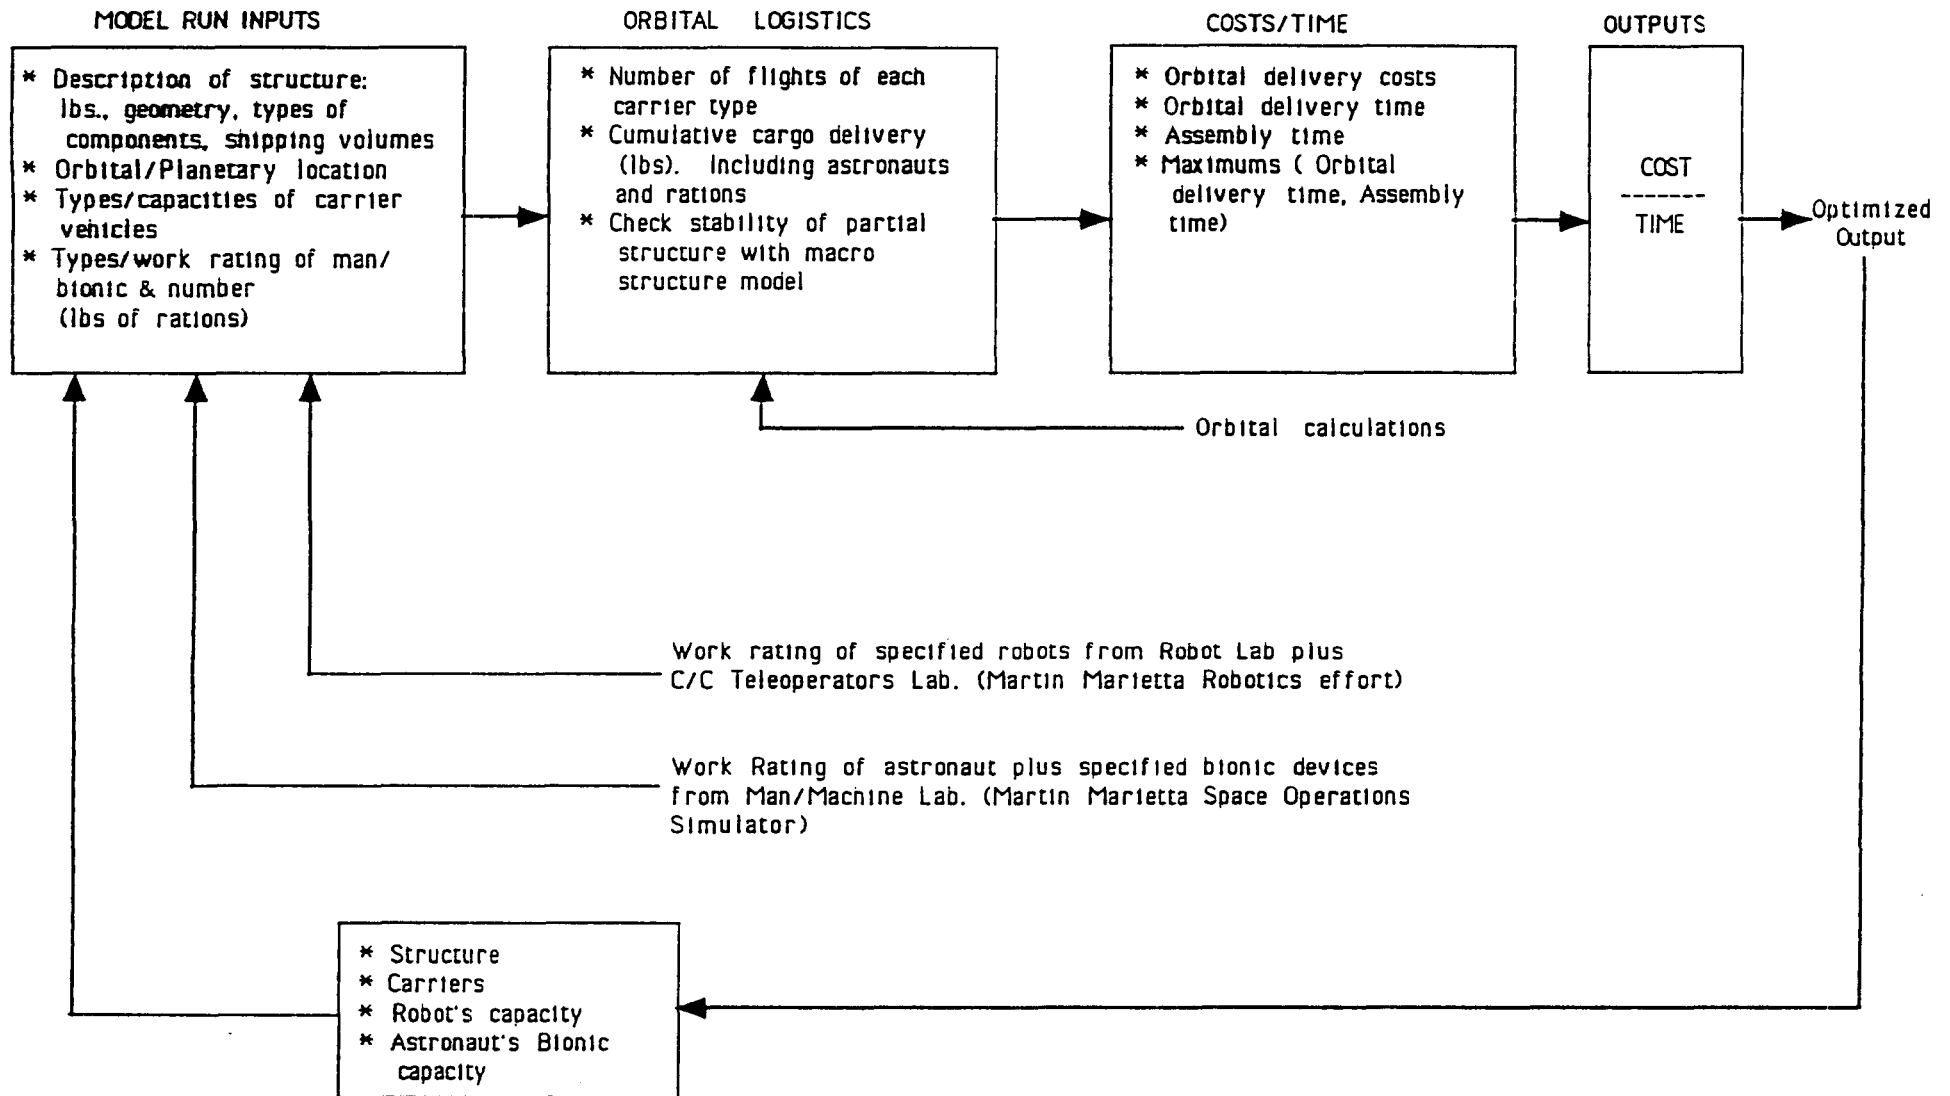 MODEL RUN INPUTS
* Description of structure:
lbs., geometry, types of
components, shipping volumes
* Orbital/Planetary location
* Types/capacities of carrier
vehicles
* Types/work rating of man/
bionic & number
(lbs of rations)
ORBITAL LOGISTICS
* Number of flights of each
carrier type
* Cumulative cargo delivery
(lbs). Including astronauts
and rations
* Check stability of partial
structure with macro
structure model
COSTS/TIME
* Orbital delivery costs
* Orbital delivery time
* Assembly time
* Maximums ( Orbital
delivery time, Assembly
time)
OUTPUTS
COST
--------
TIME
Optimized
Output
Orbital calculations
Work rating of specified robots from Robot Lab plus
C/C Teleoperators Lab. (Martin Marietta Robotics effort)
Work Rating of astronaut plus specified bionic devices
from Man/Machine Lab. (Martin Marietta Space Operations
Simulator)
* Structure
* Carriers
* Robot's capacity
* Astronaut's Bionic
capacity